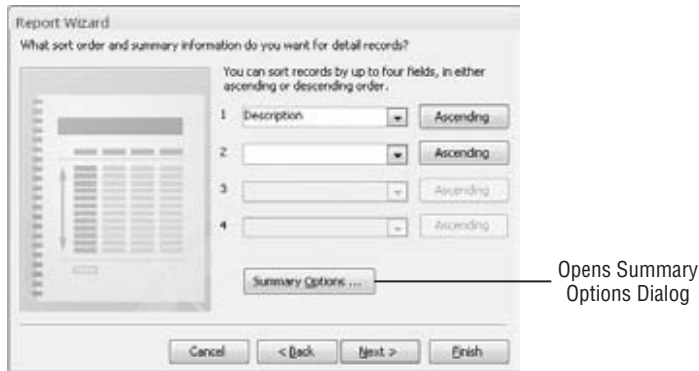 Report Wizard
What sort order and summary information do you want for detail records?
You can sort records by up to four fields, in either
ascending or descending order.
1 Description Ascending
2 Ascending
3 Ascending
4 Ascending
Summary Options ...
Opens Summary
Options Dialog
Cancel < Back Next > Finish